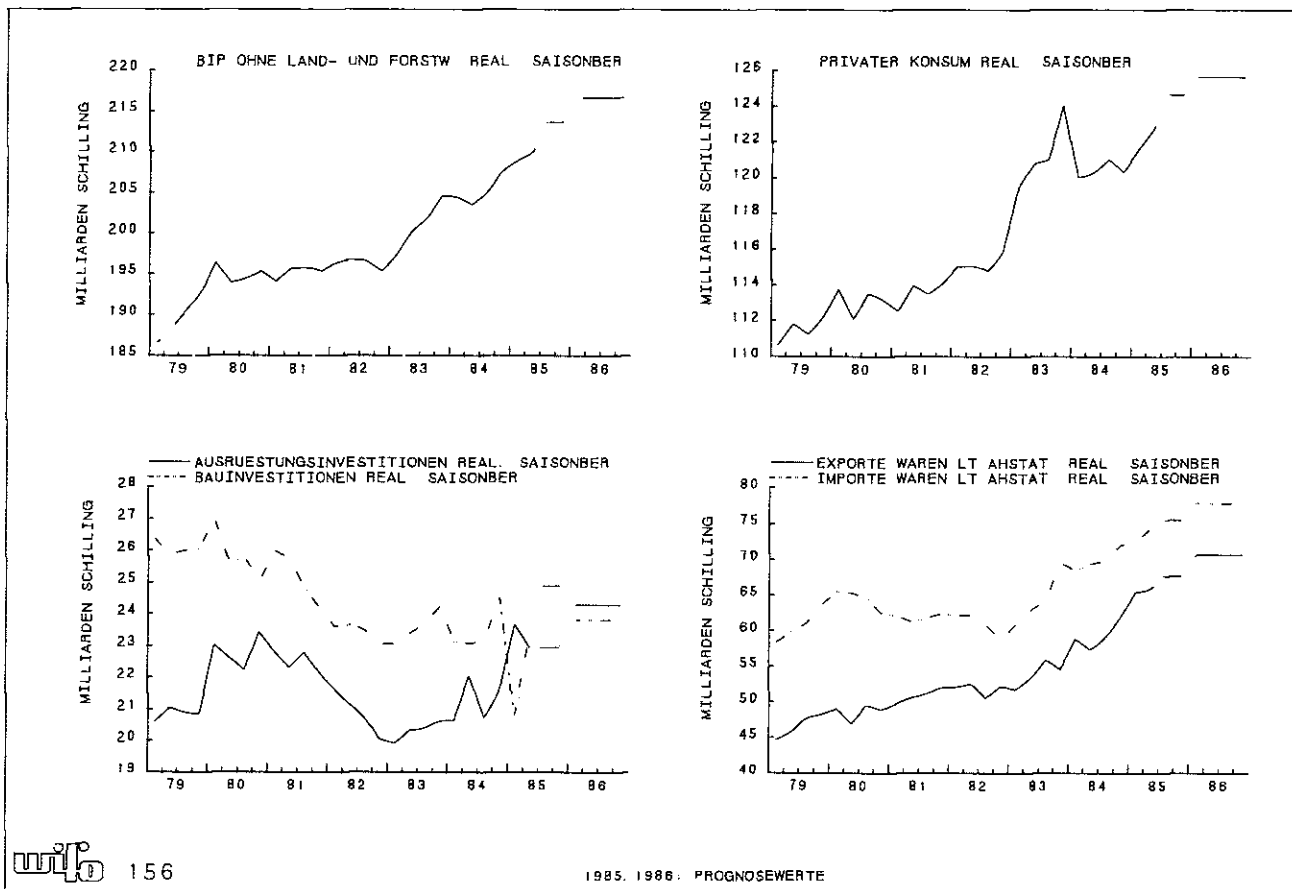 BIP OHNE LAND- UND FORSTW REAL SAISONBER
MILLIARDEN SCHILLING
220
215
210
205
200
195
190
185
79 80 81 82 83 84 85 86
PRIVATER KONSUM REAL SAISONBER
MILLIARDEN SCHILLING
126
124
122
120
118
116
114
112
110
79 80 81 82 83 84 85 86
AUSRUESTUNGSINVESTITIONEN REAL. SAISONBER
BAUINVESTITIONEN REAL SAISONBER
MILLIARDEN SCHILLING
28
27
26
25
24
23
22
21
20
19
79 80 81 82 83 84 85 86
EXPORTE WAREN LT AHSTAT REAL SAISONBER
IMPORTE WAREN LT AHSTAT REAL SAISONBER
MILLIARDEN SCHILLING
80
75
70
65
60
55
50
45
40
79 80 81 82 83 84 85 86
wifo 156
1985, 1986: PROGNOSEWERTE